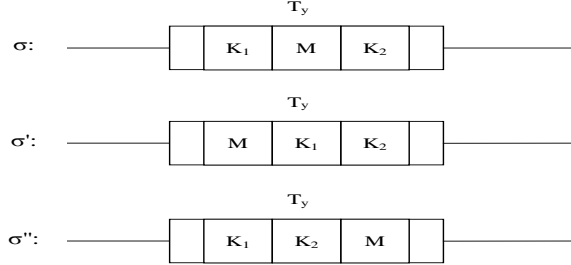 T_y
σ: K₁ M K₂
T_y
σ': M K₁ K₂
T_y
σ'': K₁ K₂ M